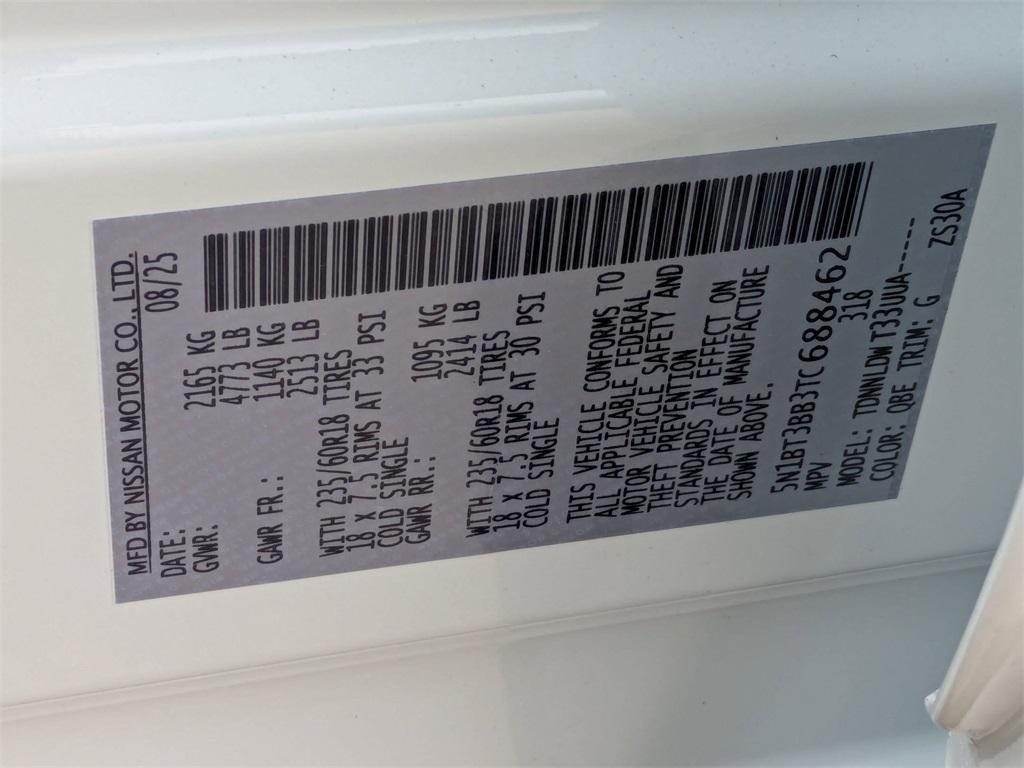 MFD BY NISSAN MOTOR CO., LTD.
DATE: 08/25
GVWR: 2165 KG
4773 LB
GAWR FR.: 1140 KG
2513 LB
WITH 235/60R18 TIRES
18 X 7.5 RIMS AT 33 PSI
COLD SINGLE
GAWR RR.: 1095 KG
2414 LB
WITH 235/60R18 TIRES
18 X 7.5 RIMS AT 30 PSI
COLD SINGLE
THIS VEHICLE CONFORMS TO
ALL APPLICABLE FEDERAL
MOTOR VEHICLE SAFETY AND
THEFT PREVENTION
STANDARDS IN EFFECT ON
THE DATE OF MANUFACTURE
SHOWN ABOVE.
5N1BT3BB3TC688462
MPV 318
MODEL: TDNNLDW T33UUA-----
COLOR: QBE TRIM: G ZS30A